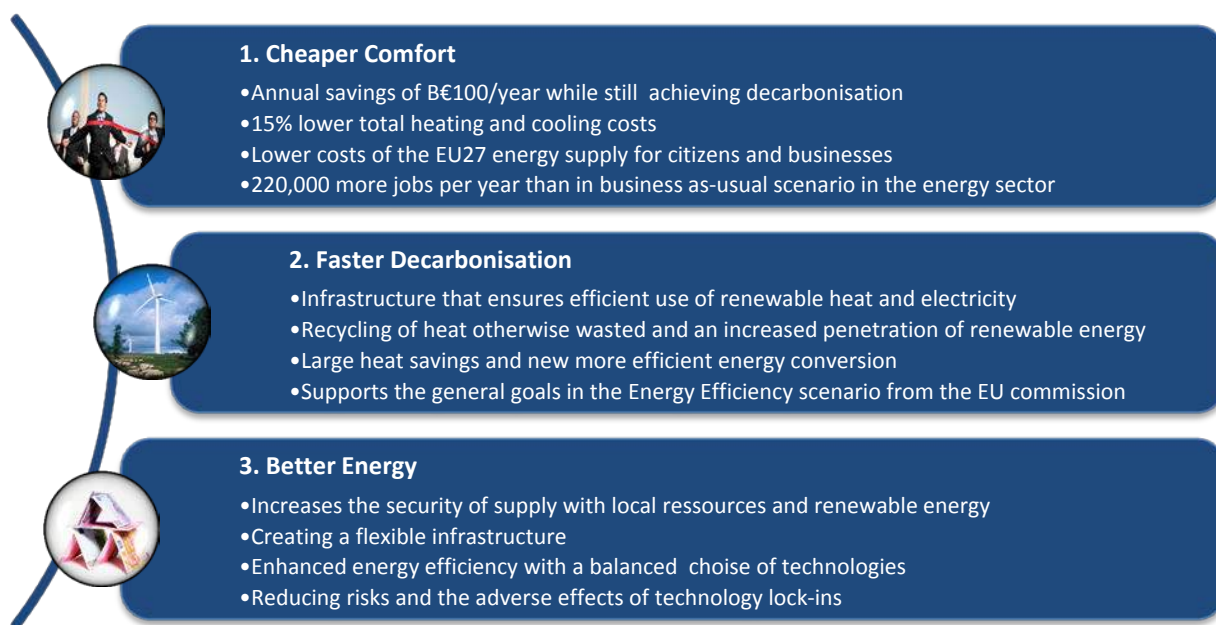 1. Cheaper Comfort
•Annual savings of B€100/year while still achieving decarbonisation
•15% lower total heating and cooling costs
•Lower costs of the EU27 energy supply for citizens and businesses
•220,000 more jobs per year than in business as-usual scenario in the energy sector
2. Faster Decarbonisation
•Infrastructure that ensures efficient use of renewable heat and electricity
•Recycling of heat otherwise wasted and an increased penetration of renewable energy
•Large heat savings and new more efficient energy conversion
•Supports the general goals in the Energy Efficiency scenario from the EU commission
3. Better Energy
•Increases the security of supply with local ressources and renewable energy
•Creating a flexible infrastructure
•Enhanced energy efficiency with a balanced choise of technologies
•Reducing risks and the adverse effects of technology lock-ins